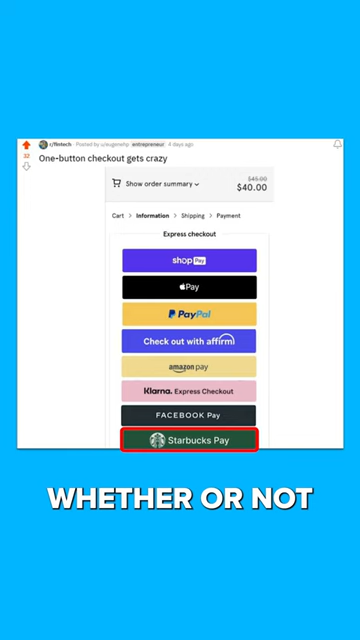 r/fintech Posted by u/eugenehp entrepreneur 4 days ago
32
One-button checkout gets crazy
Show order summary
$45.00
$40.00
Cart > Information > Shipping > Payment
Express checkout
shop Pay
Pay
PayPal
Check out with affirm
amazon pay
Klarna. Express Checkout
FACEBOOK Pay
Starbucks Pay
WHETHER OR NOT